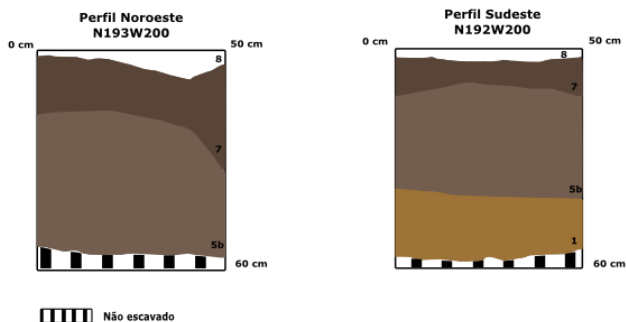 Perfil Noroeste
N193W200
0 cm
50 cm
8
7
5b
60 cm
Perfil Sudeste
N192W200
0 cm
50 cm
8
7
5b
1
60 cm
Não escavado